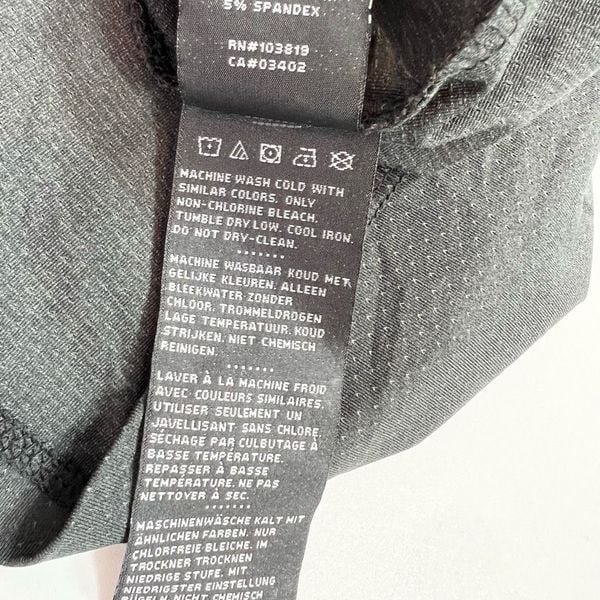 5% SPANDEX
RN#103819
CA#03402
MACHINE WASH COLD WITH
SIMILAR COLORS. ONLY
NON-CHLORINE BLEACH.
TUMBLE DRY LOW. COOL IRON.
DO NOT DRY-CLEAN.
MACHINE WASBAAR KOUD MET
GELIJKE KLEUREN. ALLEEN
BLEEKWATER ZONDER
CHLOOR. TROMMELDROGEN
LAGE TEMPERATUUR. KOUD
STRIJKEN. NIET CHEMISCH
REINIGEN.
LAVER À LA MACHINE FROID
AVEC COULEURS SIMILAIRES.
UTILISER SEULEMENT UN
JAVELLISANT SANS CHLORE.
SÉCHAGE PAR CULBUTAGE À
BASSE TEMPÉRATURE.
REPASSER À BASSE
TEMPÉRATURE. NE PAS
NETTOYER À SEC.
MASCHINENWÄSCHE KALT MIT
ÄHNLICHEN FARBEN. NUR
CHLORFREIE BLEICHE. IM
TROCKNER TROCKNEN
NIEDRIGE STUFE. MIT
NIEDRIGSTER EINSTELLUNG
BÜGELN. NICHT CHEMISCH